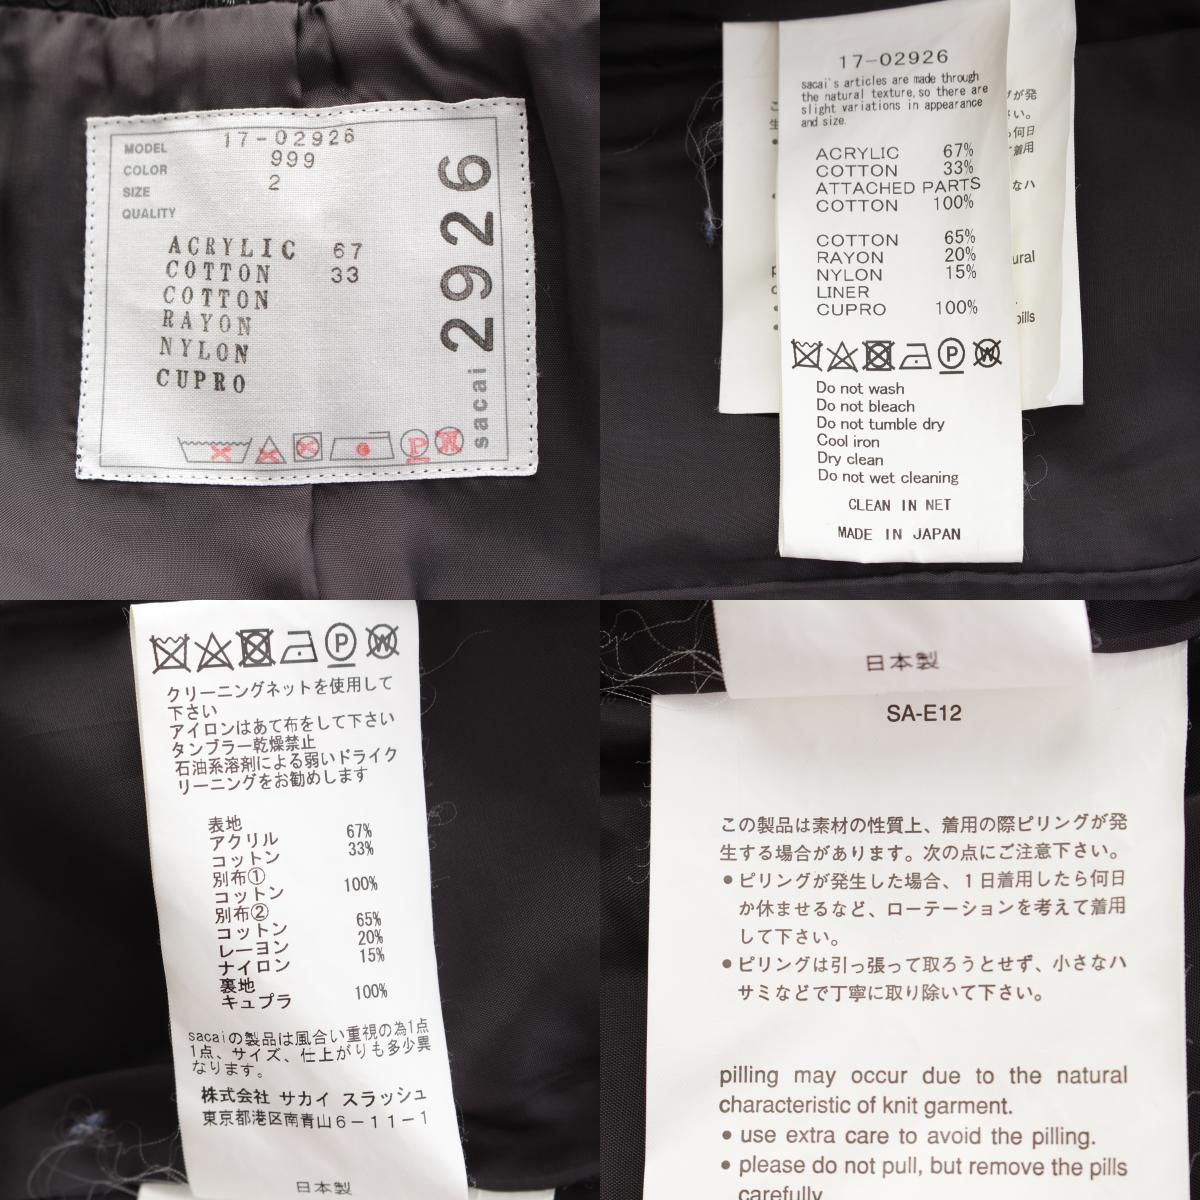 MODEL 17-02926
COLOR 999
SIZE 2
QUALITY
ACRYLIC 67
COTTON 33
COTTON
RAYON
NYLON
CUPRO
sacai 2926
17-02926
sacai's articles are made through
the natural texture, so there are
slight variations in appearance
and size.
ACRYLIC 67%
COTTON 33%
ATTACHED PARTS
COTTON 100%
COTTON 65%
RAYON 20%
NYLON 15%
LINER
CUPRO 100%
Do not wash
Do not bleach
Do not tumble dry
Cool iron
Dry clean
Do not wet cleaning
CLEAN IN NET
MADE IN JAPAN
クリーニングネットを使用して
下さい
アイロンはあて布をして下さい
タンブラー乾燥禁止
石油系溶剤による弱いドライク
リーニングをお勧めします
表地
アクリル 67%
コットン 33%
別布①
コットン 100%
別布②
コットン 65%
レーヨン 20%
ナイロン 15%
裏地
キュプラ 100%
sacaiの製品は風合い重視の為1点
1点、サイズ、仕上がりも多少異
なります。
株式会社 サカイ スラッシュ
東京都港区南青山6-11-1
日本製
日本製
SA-E12
この製品は素材の性質上、着用の際ピリングが発
生する場合があります。次の点にご注意下さい。
●ピリングが発生した場合、1日着用したら何日
か休ませるなど、ローテーションを考えて着用
して下さい。
●ピリングは引っ張って取ろうとせず、小さなハ
サミなどで丁寧に取り除いて下さい。
pilling may occur due to the natural
characteristic of knit garment.
● use extra care to avoid the pilling.
● please do not pull, but remove the pills
carefully